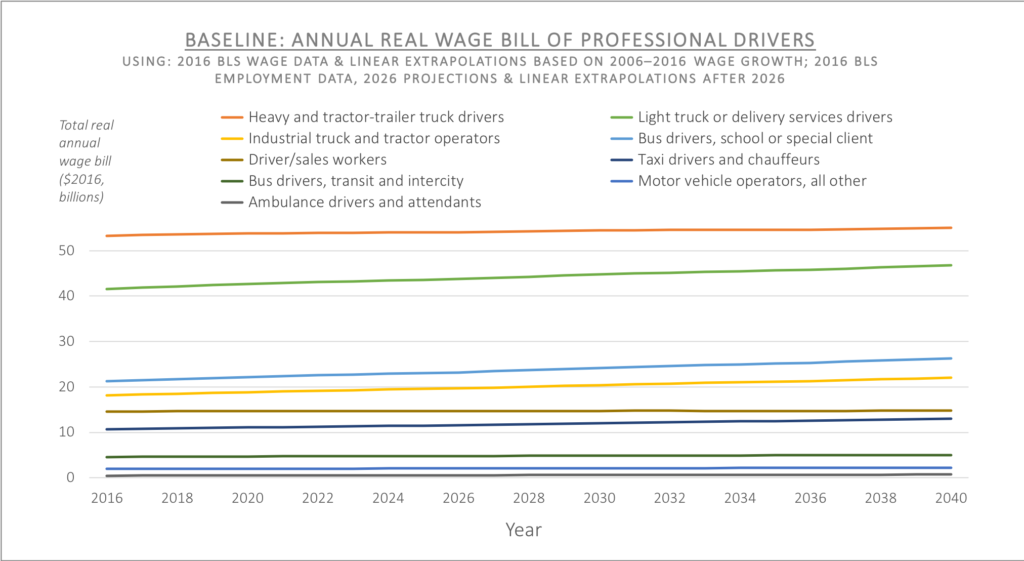 BASELINE: ANNUAL REAL WAGE BILL OF PROFESSIONAL DRIVERS
USING: 2016 BLS WAGE DATA & LINEAR EXTRAPOLATIONS BASED ON 2006–2016 WAGE GROWTH; 2016 BLS
EMPLOYMENT DATA, 2026 PROJECTIONS & LINEAR EXTRAPOLATIONS AFTER 2026
Total real
annual
wage bill
($2016,
billions)
Heavy and tractor-trailer truck drivers
Light truck or delivery services drivers
Industrial truck and tractor operators
Bus drivers, school or special client
Driver/sales workers
Taxi drivers and chauffeurs
Bus drivers, transit and intercity
Motor vehicle operators, all other
Ambulance drivers and attendants
50
40
30
20
10
0
2016 2018 2020 2022 2024 2026 2028 2030 2032 2034 2036 2038 2040
Year